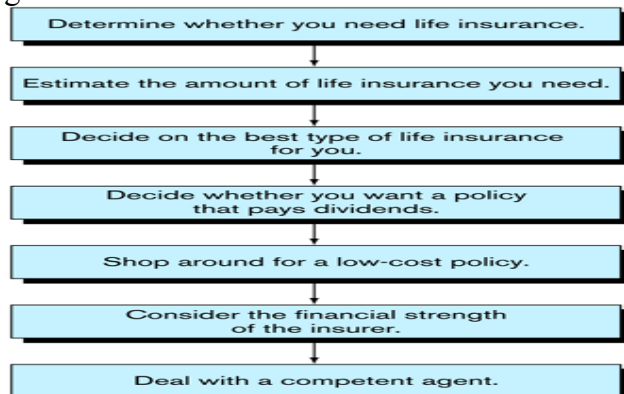 Determine whether you need life insurance.
Estimate the amount of life insurance you need.
Decide on the best type of life insurance
for you.
Decide whether you want a policy
that pays dividends.
Shop around for a low-cost policy.
Consider the financial strength
of the insurer.
Deal with a competent agent.